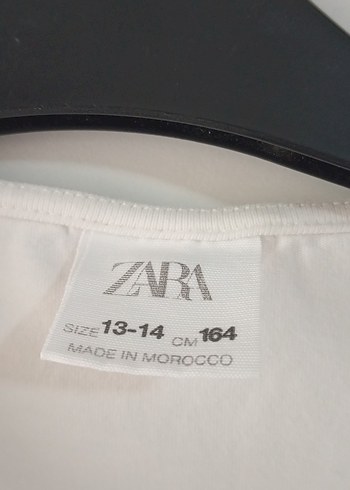 ZARA
SIZE 13-14 CM 164
MADE IN MOROCCO